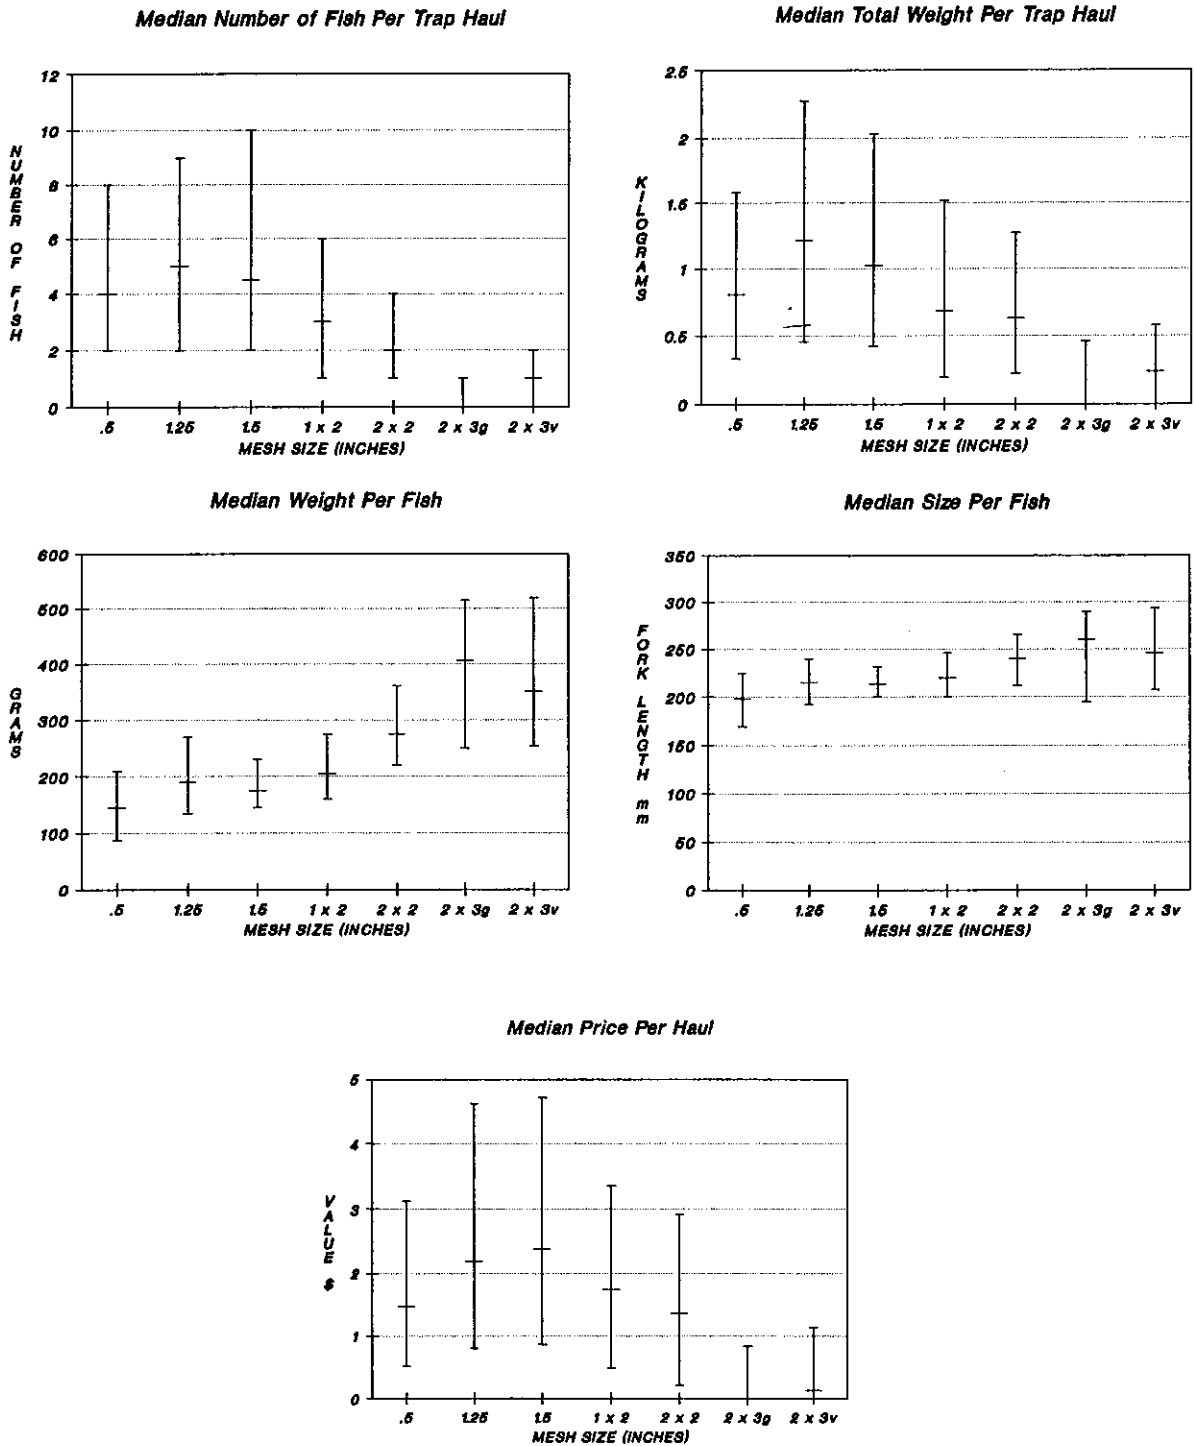 Median Number of Fish Per Trap Haul
12
10
8
6
4
2
0
NUMBER OF FISH
.5 1.25 1.5 1 x 2 2 x 2 2 x 3g 2 x 3v
MESH SIZE (INCHES)
Median Total Weight Per Trap Haul
2.5
2
1.5
1
0.5
0
KILOGRAMS
.5 1.25 1.5 1 x 2 2 x 2 2 x 3g 2 x 3v
MESH SIZE (INCHES)
Median Weight Per Fish
600
500
400
300
200
100
0
GRAMS
.5 1.25 1.5 1 x 2 2 x 2 2 x 3g 2 x 3v
MESH SIZE (INCHES)
Median Size Per Fish
350
300
250
200
150
100
50
0
FORK LENGTH mm
.5 1.25 1.5 1 x 2 2 x 2 2 x 3g 2 x 3v
MESH SIZE (INCHES)
Median Price Per Haul
5
4
3
2
1
0
VALUE $
.5 1.25 1.5 1 x 2 2 x 2 2 x 3g 2 x 3v
MESH SIZE (INCHES)